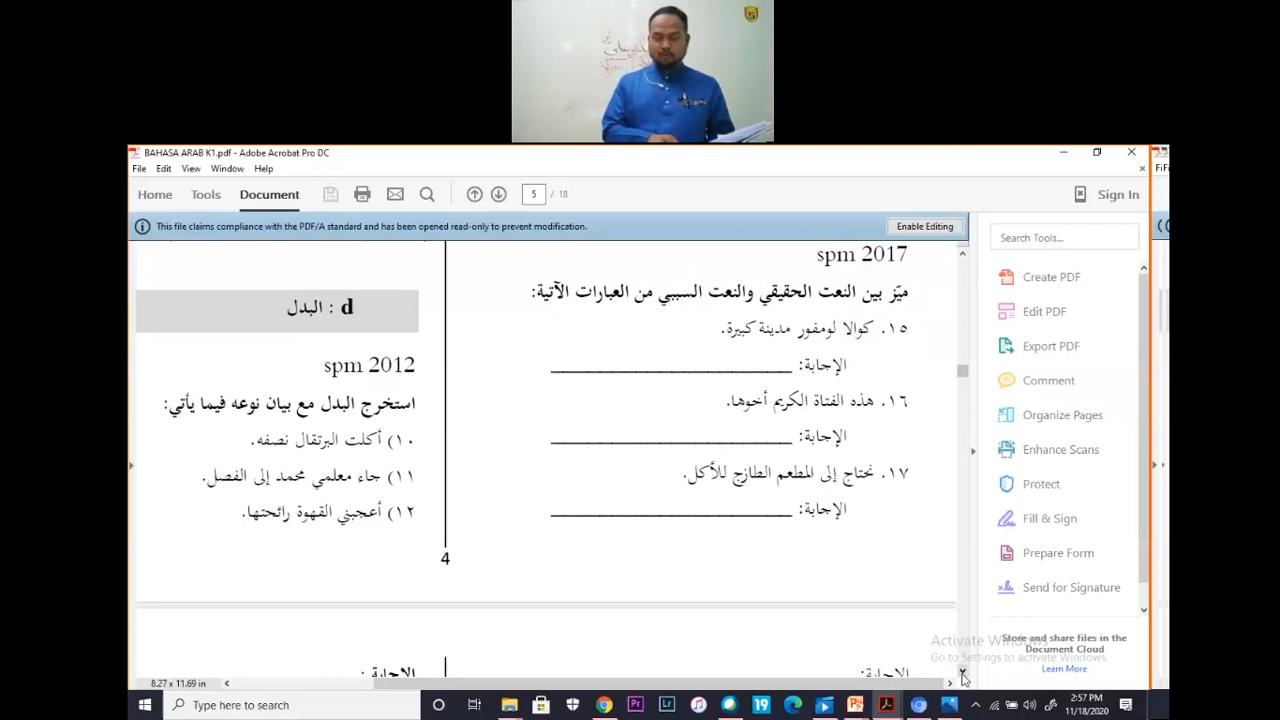 BAHASA ARAB K1.pdf - Adobe Acrobat Pro DC
File Edit View Window Help
Home Tools Document 5 / 18 Sign In
This file claims compliance with the PDF/A standard and has been opened read-only to prevent modification. Enable Editing
spm 2017
ميّز بين النعت الحقيقي والنعت السببي من العبارات الآتية:
١٥. كوالا لومفور مدينة كبيرة.
الإجابة: ______________________
١٦. هذه الفتاة الكريم أخوها.
الإجابة: ______________________
١٧. نحتاج إلى المطعم الطازج للأكل.
الإجابة: ______________________
d : البدل
spm 2012
استخرج البدل مع بيان نوعه فيما يأتي:
١٠) أكلت البرتقال نصفه.
١١) جاء معلمي محمد إلى الفصل.
١٢) أعجبني القهوة رائحتها.
4
الإجابة:
الإجابة:
8.27 x 11.69 in
Search Tools...
Create PDF
Edit PDF
Export PDF
Comment
Organize Pages
Enhance Scans
Protect
Fill & Sign
Prepare Form
Send for Signature
Store and share files in the
Document Cloud
Learn More
Activate Windows
Go to Settings to activate Windows.
Type here to search
2:57 PM
11/18/2020